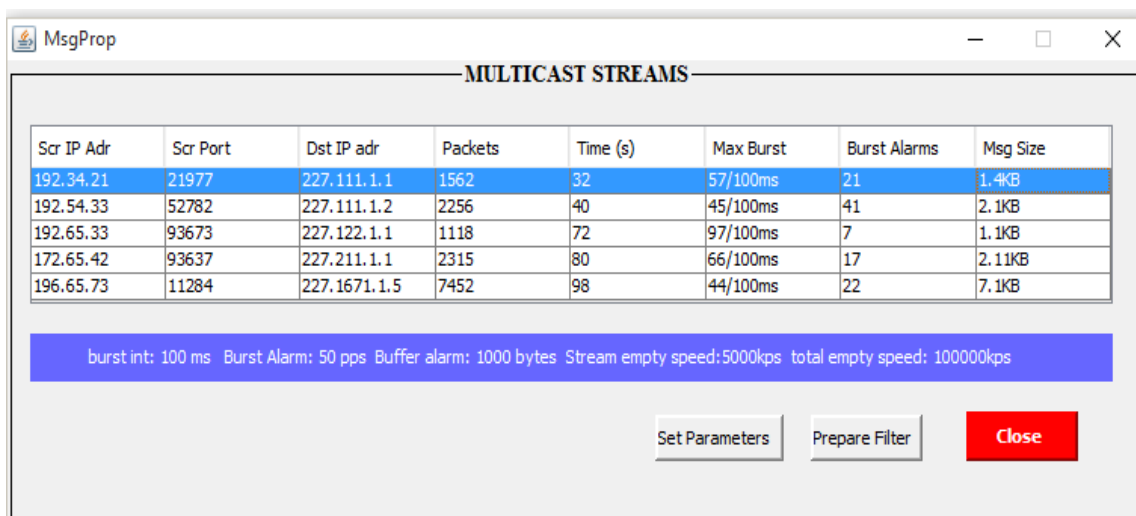 MsgProp
MULTICAST STREAMS
Scr IP Adr Scr Port Dst IP adr Packets Time (s) Max Burst Burst Alarms Msg Size
192.34.21 21977 227.111.1.1 1562 32 57/100ms 21 1.4KB
192.54.33 52782 227.111.1.2 2256 40 45/100ms 41 2.1KB
192.65.33 93673 227.122.1.1 1118 72 97/100ms 7 1.1KB
172.65.42 93637 227.211.1.1 2315 80 66/100ms 17 2.11KB
196.65.73 11284 227.1671.1.5 7452 98 44/100ms 22 7.1KB
burst int: 100 ms Burst Alarm: 50 pps Buffer alarm: 1000 bytes Stream empty speed:5000kps total empty speed: 100000kps
Set Parameters Prepare Filter Close